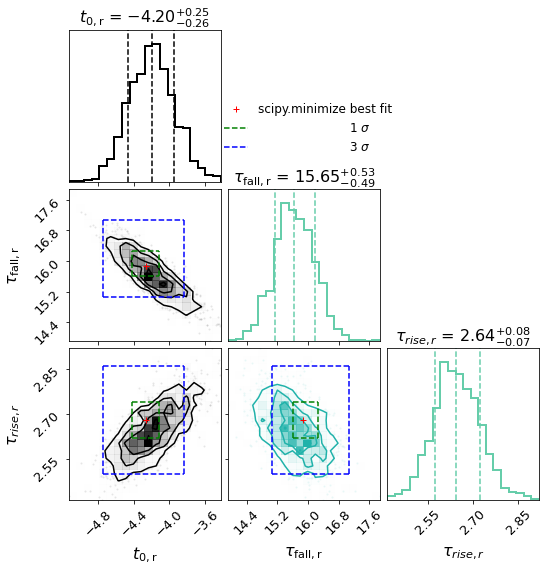 t₀,ᵣ = −4.20 +0.25 −0.26
scipy.minimize best fit
1 σ
3 σ
τfall, r = 15.65 +0.53 −0.49
τfall, r
17.6
16.8
16.0
15.2
14.4
τrise, r = 2.64 +0.08 −0.07
τrise, r
2.85
2.70
2.55
−4.8 −4.4 −4.0 −3.6
14.4 15.2 16.0 16.8 17.6
2.55 2.70 2.85
t₀, r
τfall, r
τrise, r